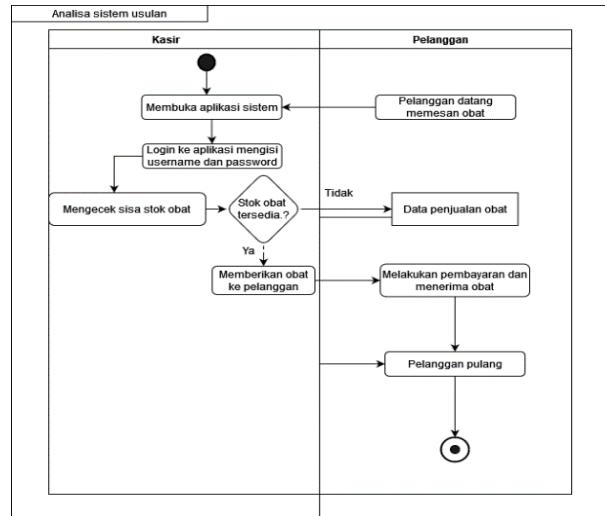 Analisa sistem usulan
Kasir
Pelanggan
Membuka aplikasi sistem
Pelanggan datang
memesan obat
Login ke aplikasi mengisi
username dan password
Mengecek sisa stok obat
Stok obat
tersedia.?
Tidak
Data penjualan obat
Ya
Memberikan obat
ke pelanggan
Melakukan pembayaran dan
menerima obat
Pelanggan pulang